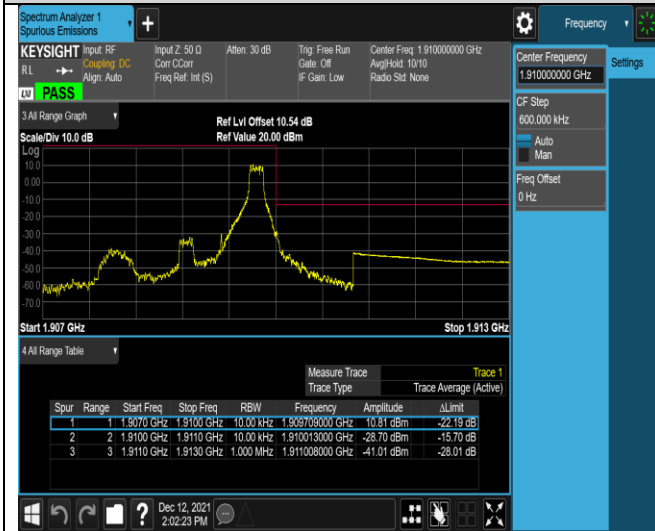 Spectrum Analyzer 1
Spurious Emissions
+
Frequency
KEYSIGHT Input: RF Input Z: 50 Ω Atten: 30 dB Trig: Free Run Center Freq: 1.910000000 GHz
RL Coupling: DC Corr CCorr Gate: Off Avg|Hold: 10/10
Align: Auto Freq Ref: Int (S) IF Gain: Low Radio Std: None
LXI PASS
Center Frequency
1.910000000 GHz
Settings
CF Step
600.000 kHz
Auto
Man
Freq Offset
0 Hz
3 All Range Graph
Ref Lvl Offset 10.54 dB
Scale/Div 10.0 dB Ref Value 20.00 dBm
Log
10.0
0.00
-10.0
-20.0
-30.0
-40.0
-50.0
-60.0
-70.0
Start 1.907 GHz Stop 1.913 GHz
4 All Range Table
Measure Trace Trace 1
Trace Type Trace Average (Active)
Spur Range Start Freq Stop Freq RBW Frequency Amplitude ΔLimit
1 1 1.9070 GHz 1.9100 GHz 10.00 kHz 1.909709000 GHz 10.81 dBm -22.19 dB
2 2 1.9100 GHz 1.9110 GHz 10.00 kHz 1.910013000 GHz -28.70 dBm -15.70 dB
3 3 1.9110 GHz 1.9130 GHz 1.000 MHz 1.911008000 GHz -41.01 dBm -28.01 dB
? Dec 12, 2021
2:02:23 PM